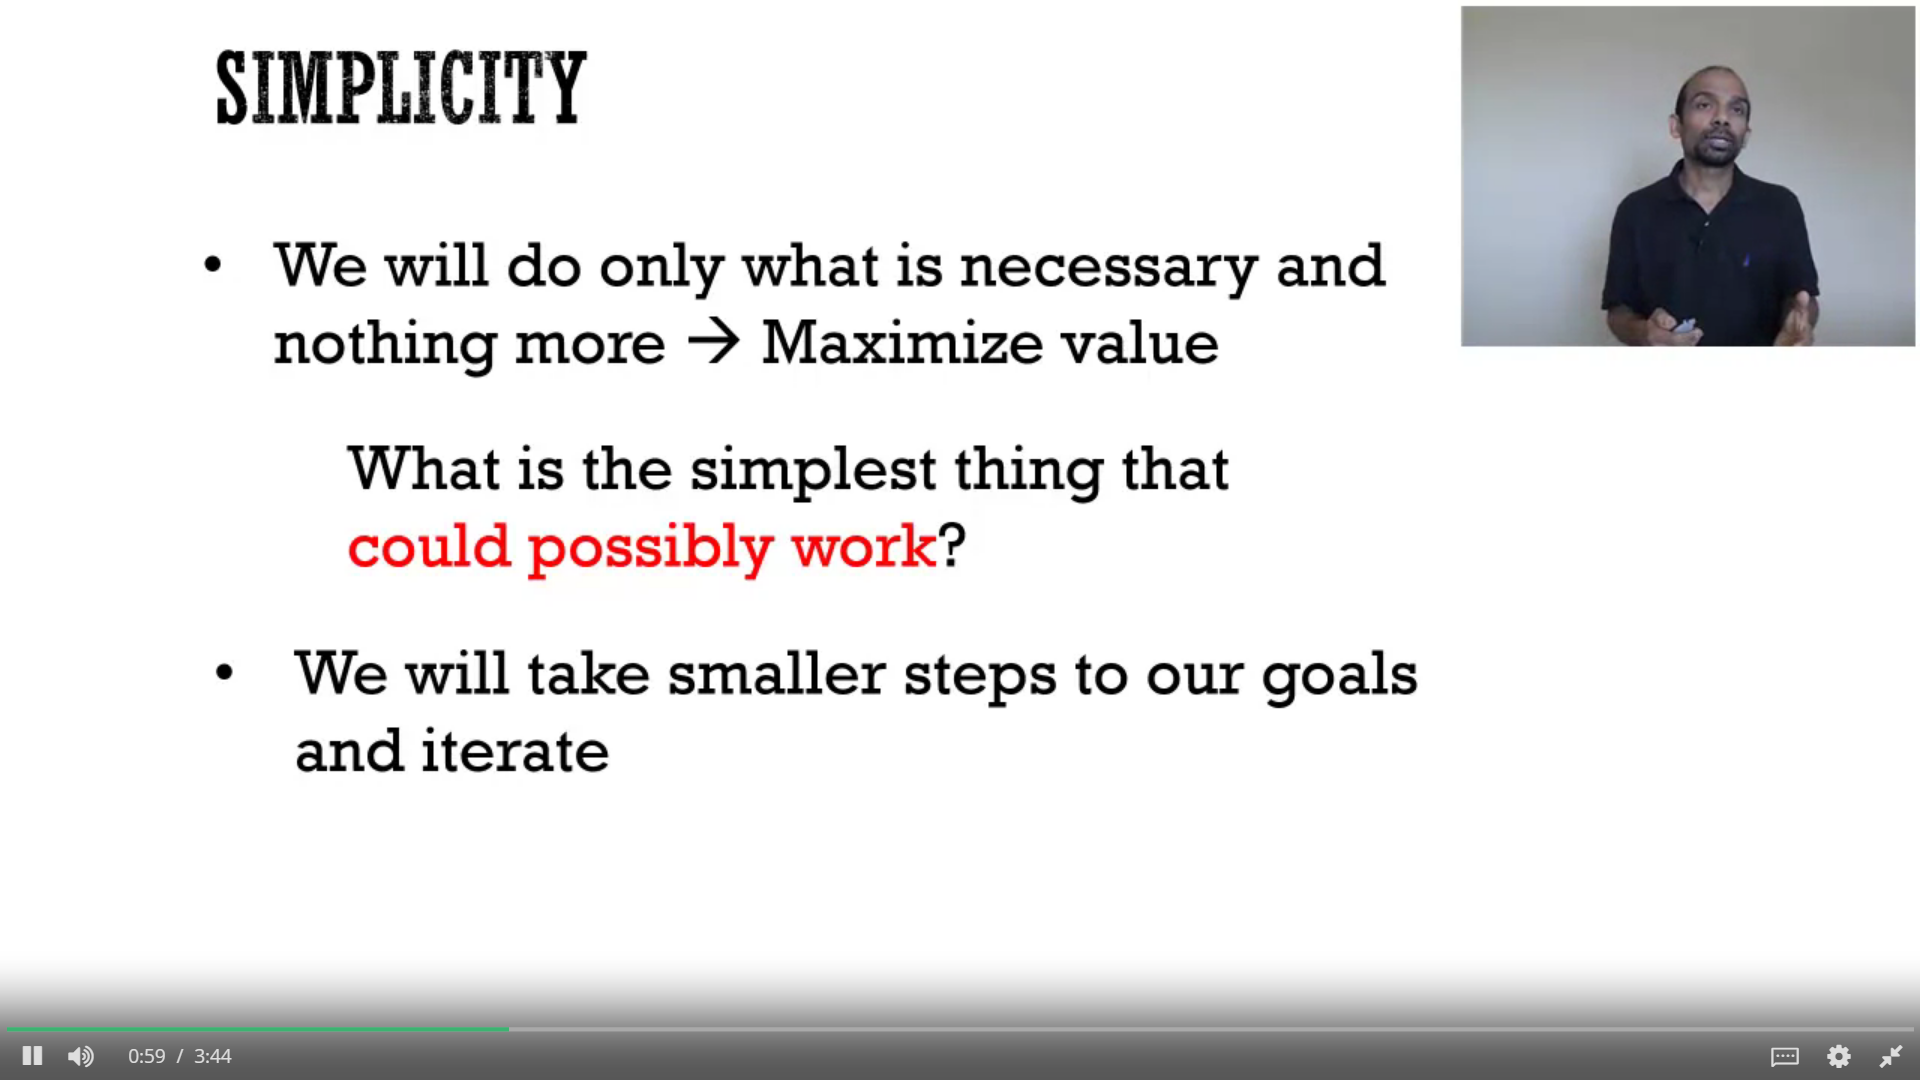 SIMPLICITY
• We will do only what is necessary and
nothing more → Maximize value
What is the simplest thing that
could possibly work?
• We will take smaller steps to our goals
and iterate
0:59 / 3:44